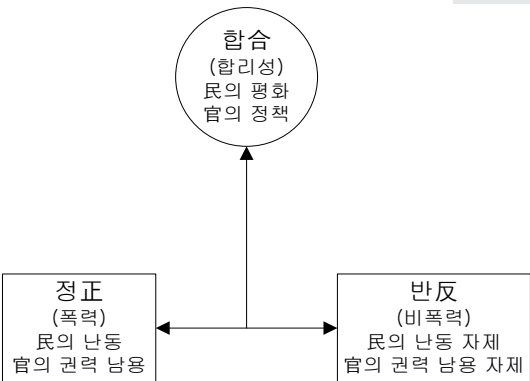 합合
(합리성)
民의 평화
官의 정책
정正
(폭력)
民의 난동
官의 권력 남용
반反
(비폭력)
民의 난동 자제
官의 권력 남용 자제